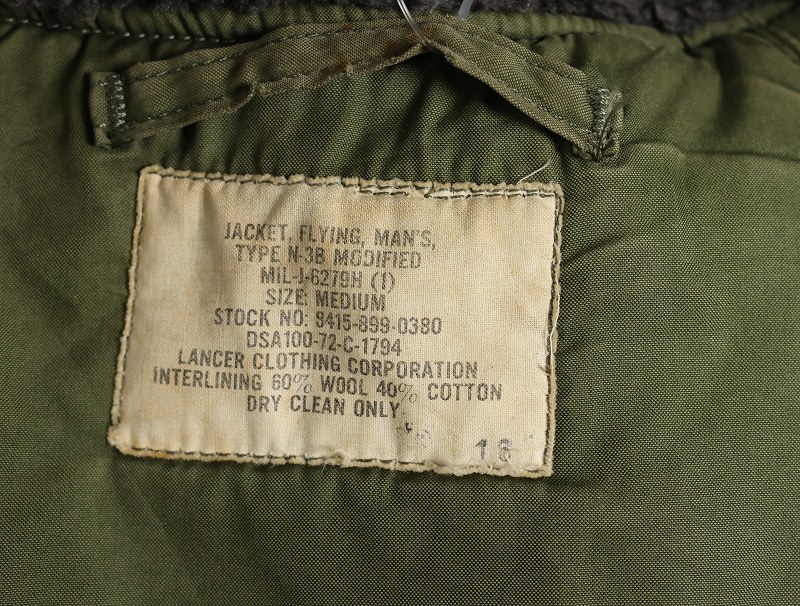 JACKET, FLYING, MAN'S,
TYPE N-3B MODIFIED
MIL-J-6279H (1)
SIZE: MEDIUM
STOCK NO: 8415-899-0380
DSA100-72-C-1794
LANCER CLOTHING CORPORATION
INTERLINING 60% WOOL 40% COTTON
DRY CLEAN ONLY